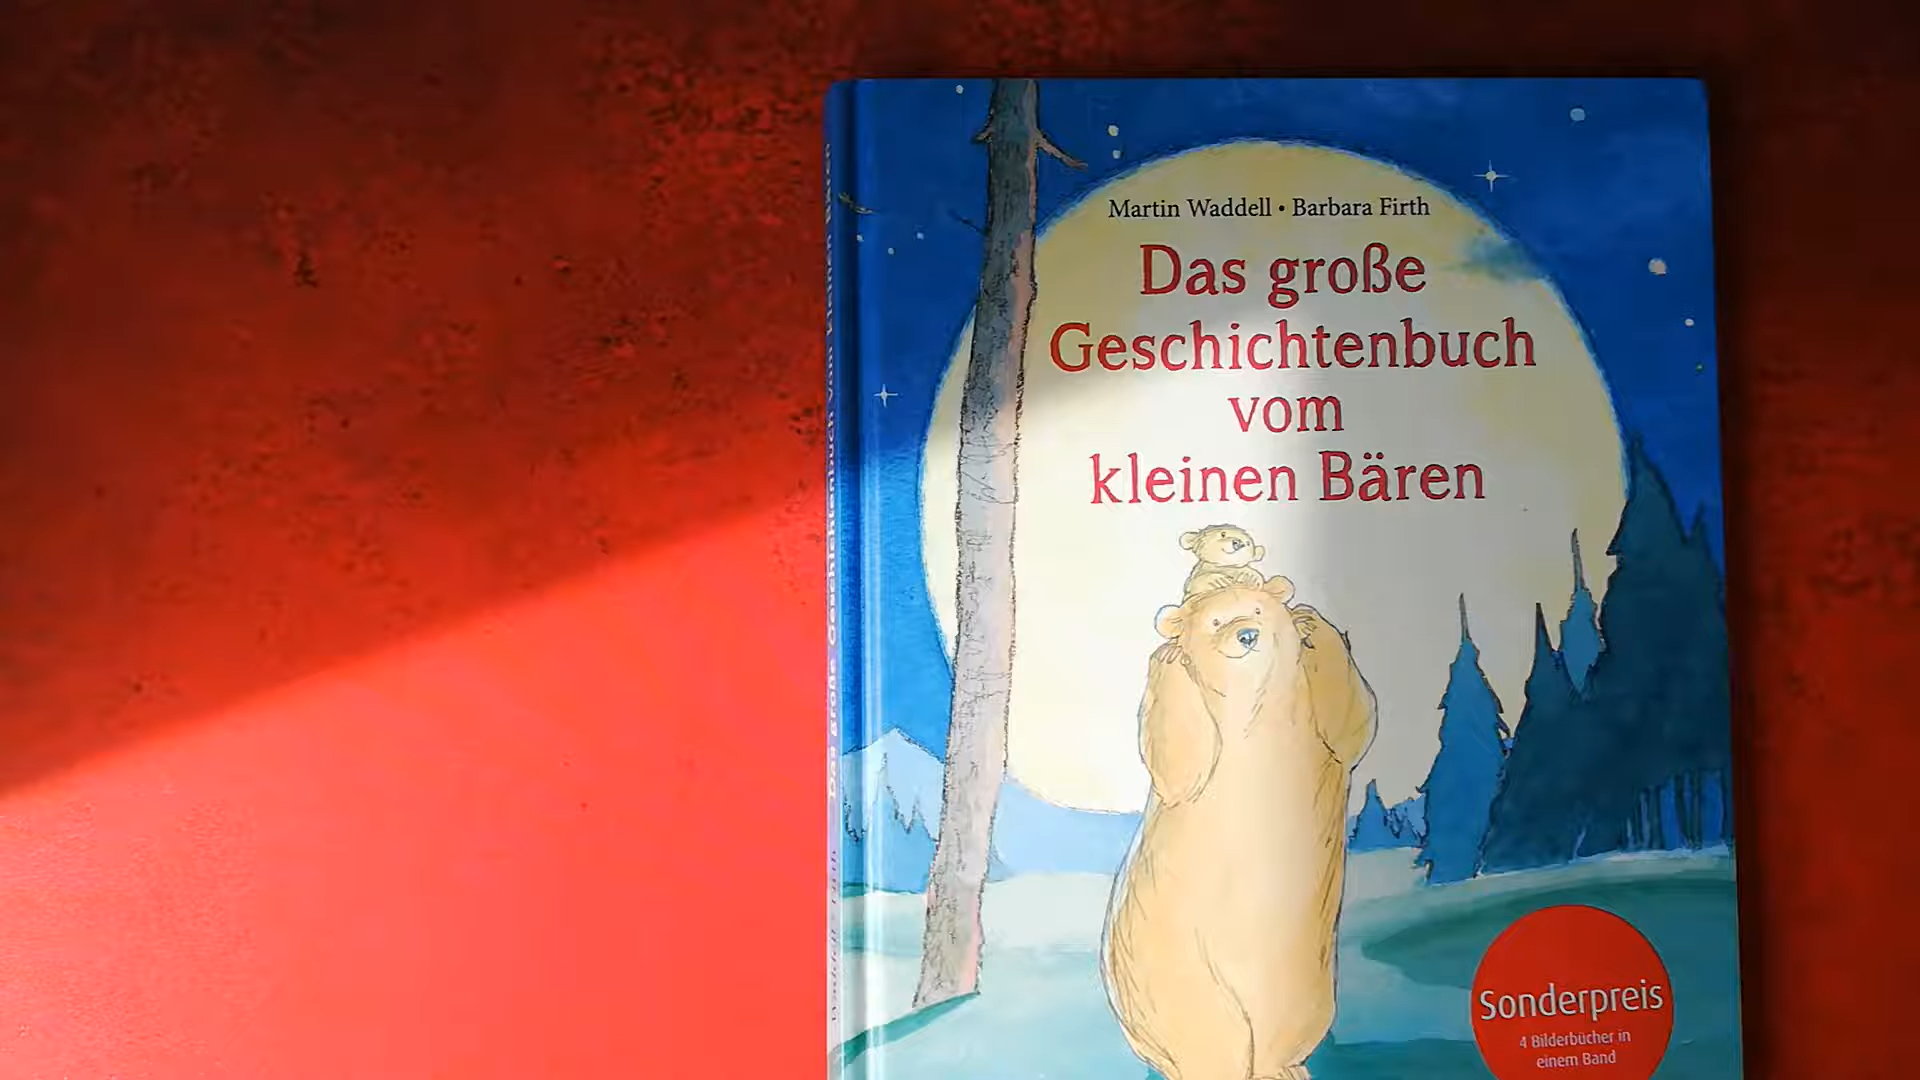 Martin Waddell • Barbara Firth
Das große
Geschichtenbuch
vom
kleinen Bären
Sonderpreis
4 Bilderbücher in
einem Band
Waddell • Firth Das große Geschichtenbuch vom kleinen Bären